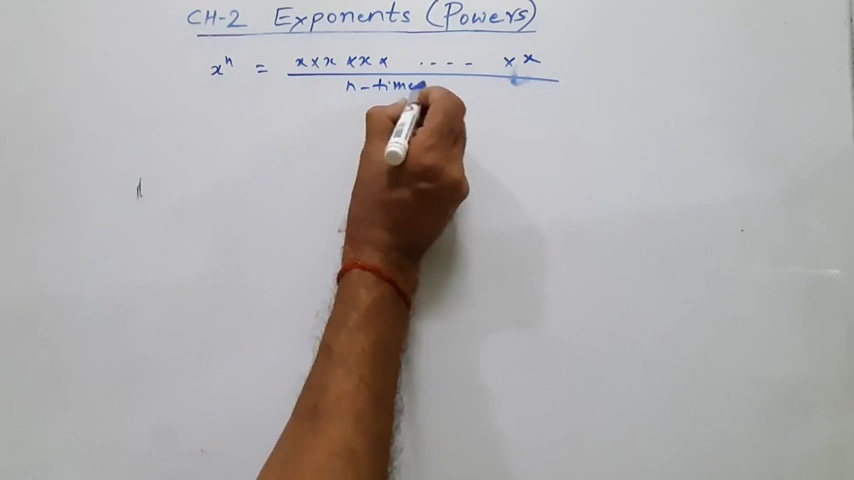 CH-2 Exponents (Powers)
xⁿ = x × x × x × .... × x
n-times